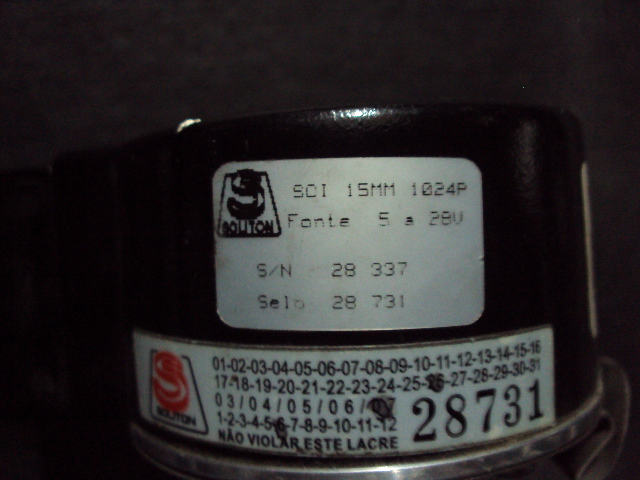 SOLITON
SCI 15MM 1024P
Fonte 5 a 28V
S/N 28 337
Selo 28 731
SOLITON
01-02-03-04-05-06-07-08-09-10-11-12-13-14-15-16
17-18-19-20-21-22-23-24-25-26-27-28-29-30-31
03/04/05/06/07
1-2-3-4-5-6-7-8-9-10-11-12
28731
NÃO VIOLAR ESTE LACRE